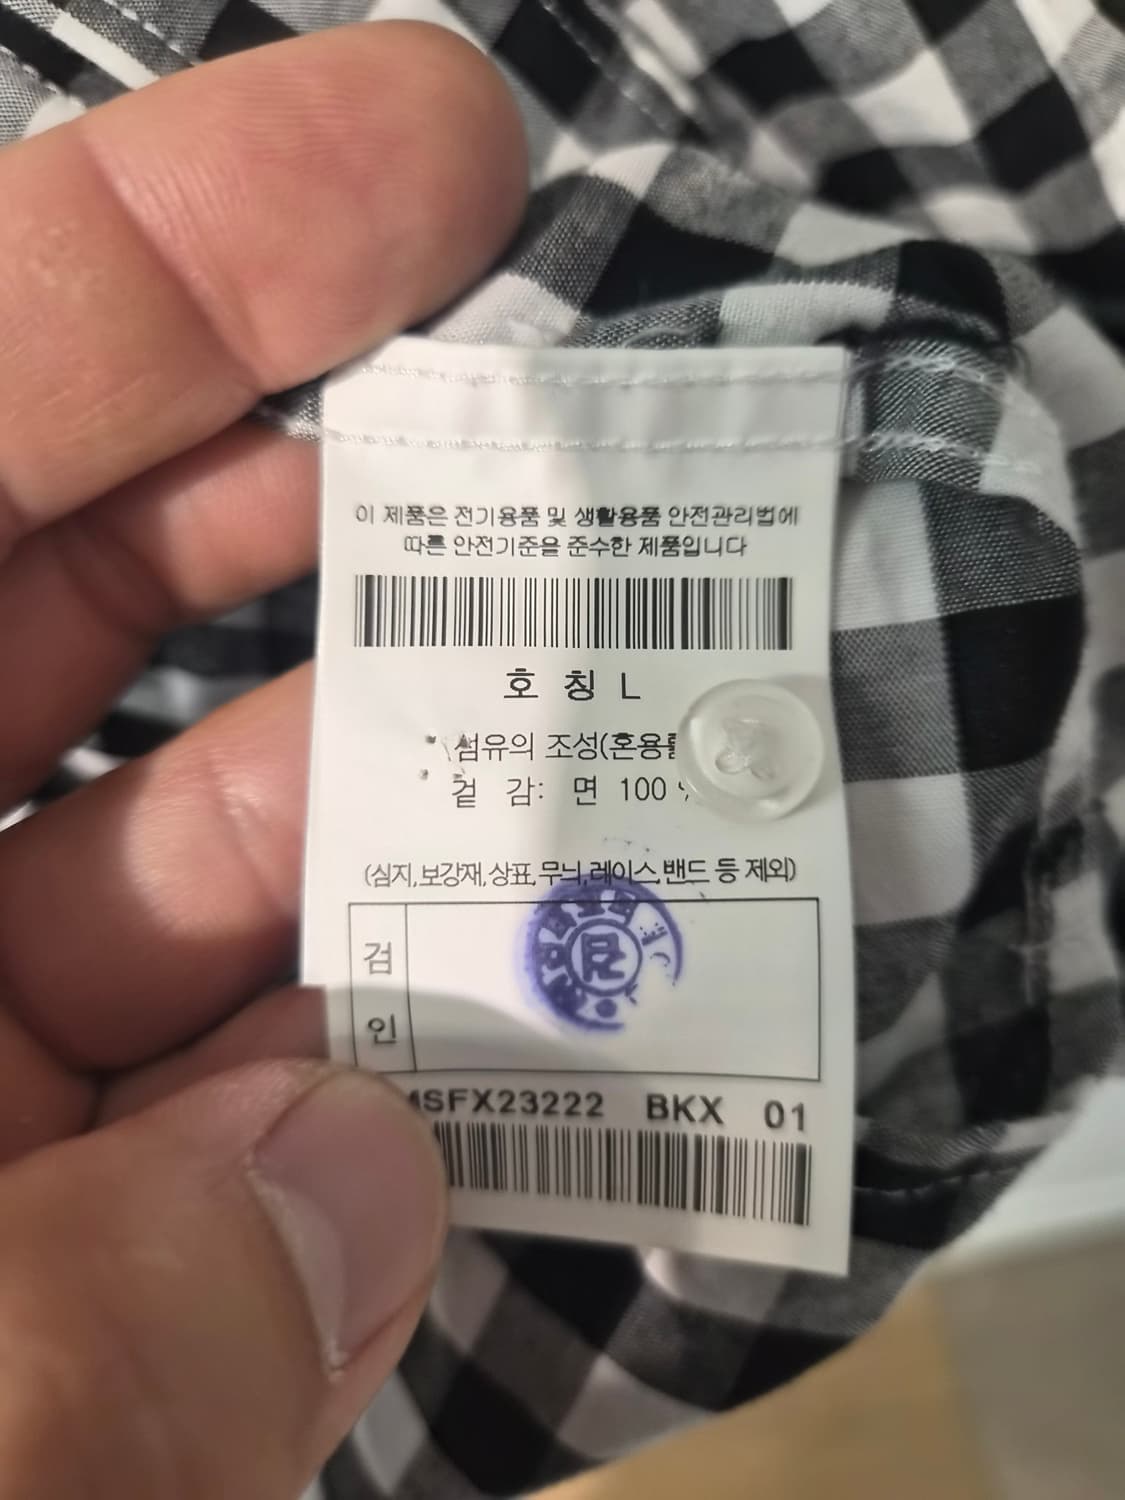 이 제품은 전기용품 및 생활용품 안전관리법에
따른 안전기준을 준수한 제품입니다
호 칭 L
섬유의 조성(혼용
겉 감: 면 100
(심지,보강재,상표,무늬,레이스,밴드 등 제외)
검
인
MSFX23222 BKX 01